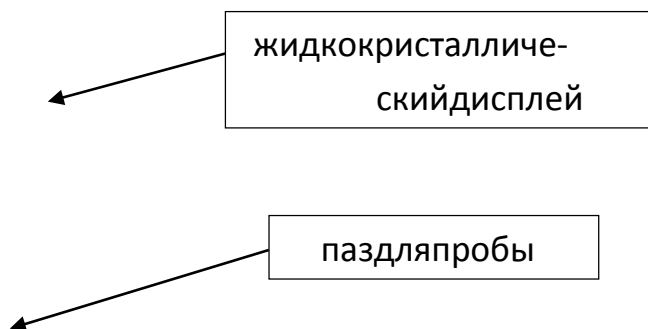 жидкокристалличе-
скийдисплей
паздляпробы